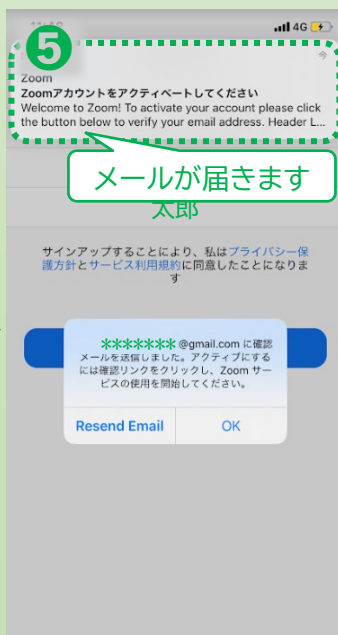 5
4G
Zoom
Zoomアカウントをアクティベートしてください
Welcome to Zoom! To activate your account please click
the button below to verify your email address. Header L...
メールが届きます
太郎
サインアップすることにより、私はプライバシー保
護方針とサービス利用規約に同意したことになりま
す
*******@gmail.com に確認
メールを送信しました。アクティブにする
には確認リンクをクリックし、Zoom サー
ビスの使用を開始してください。
Resend Email
OK